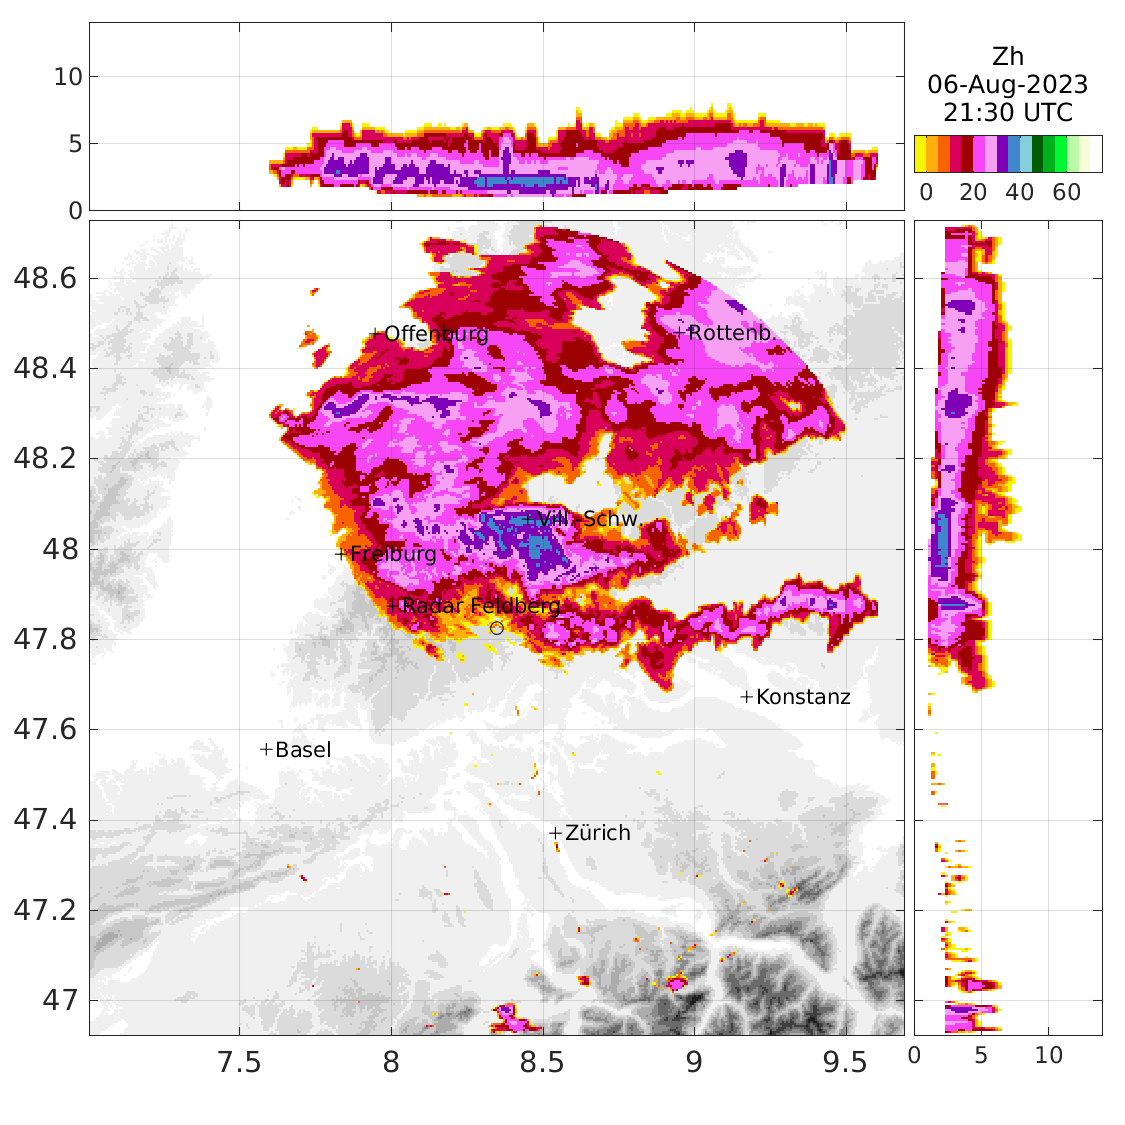 Zh
06-Aug-2023
21:30 UTC
0 20 40 60
10
5
0
48.6
48.4
48.2
48
47.8
47.6
47.4
47.2
47
Offenburg
Rottenb.
Vill.-Schw.
Freiburg
Radar Feldberg
Konstanz
Basel
Zürich
7.5 8 8.5 9 9.5
0 5 10